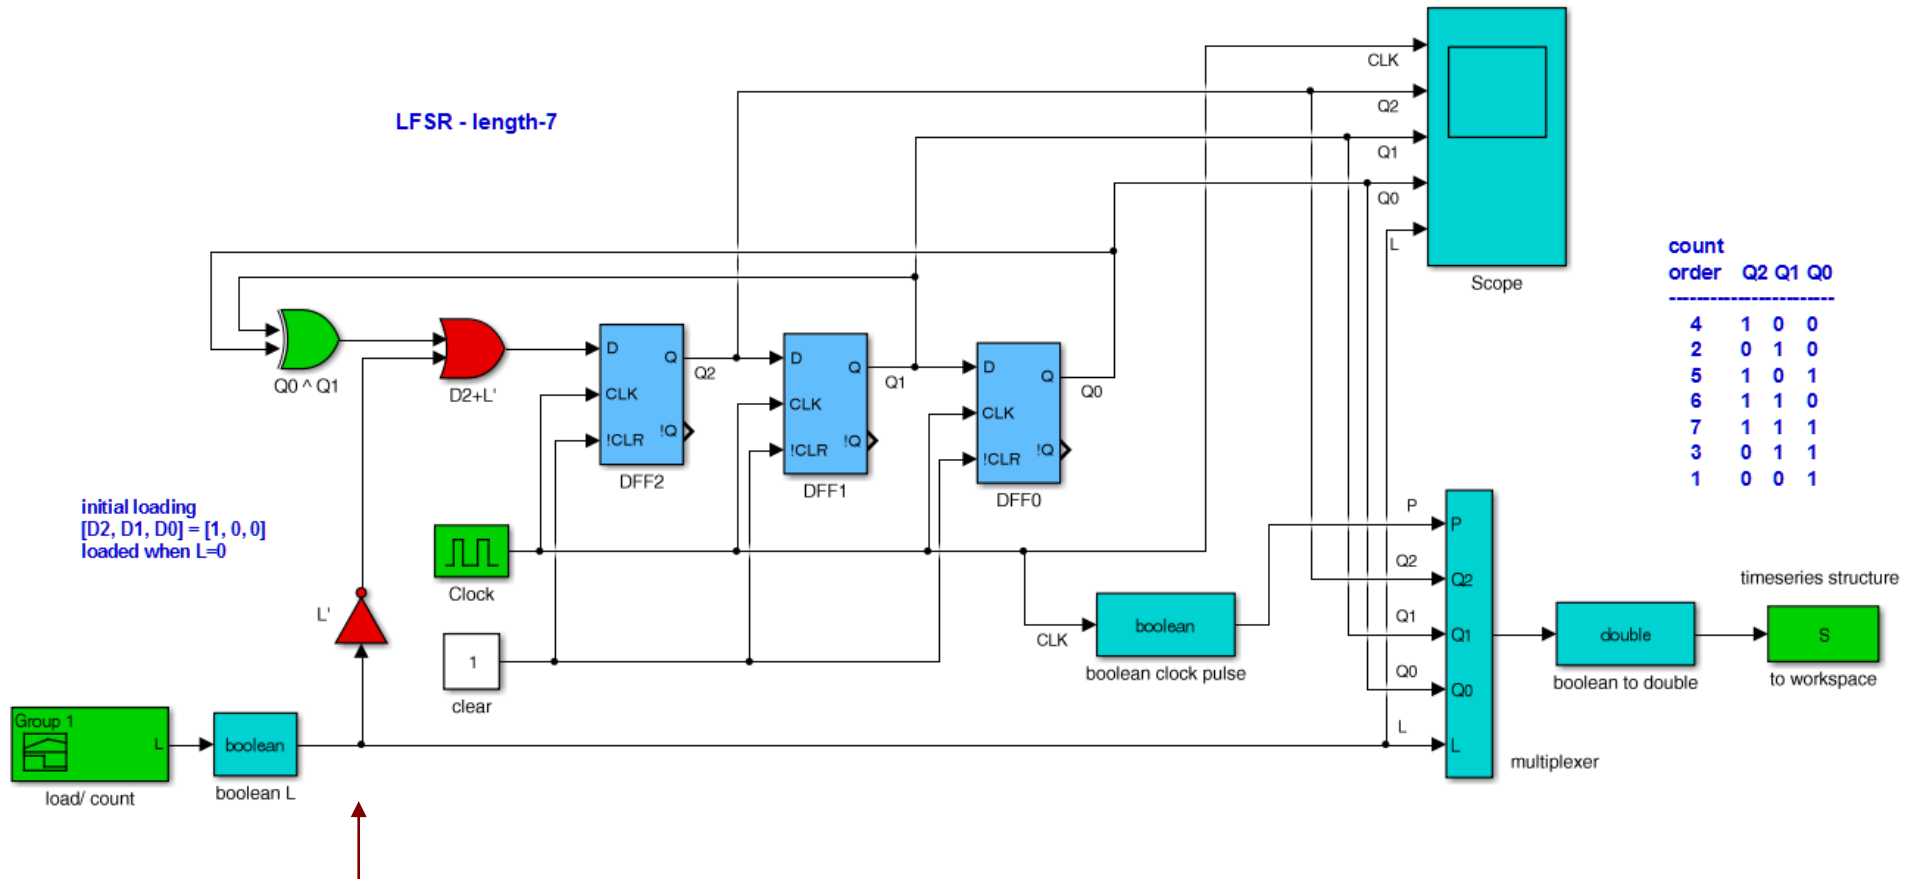 LFSR - length-7
CLK
Q2
Q1
Q0
L
Scope
count
order Q2 Q1 Q0
-----------------------
4 1 0 0
2 0 1 0
5 1 0 1
6 1 1 0
7 1 1 1
3 0 1 1
1 0 0 1
Q0 ^ Q1
D2+L'
D
Q
CLK
!CLR
!Q
DFF2
Q2
D
Q
CLK
!CLR
!Q
DFF1
Q1
D
Q
CLK
!CLR
!Q
DFF0
Q0
initial loading
[D2, D1, D0] = [1, 0, 0]
loaded when L=0
Clock
L'
1
clear
CLK
boolean
boolean clock pulse
P
Q2
Q1
Q0
L
P
Q2
Q1
Q0
L
multiplexer
double
boolean to double
timeseries structure
S
to workspace
Group 1
L
load/ count
boolean
boolean L